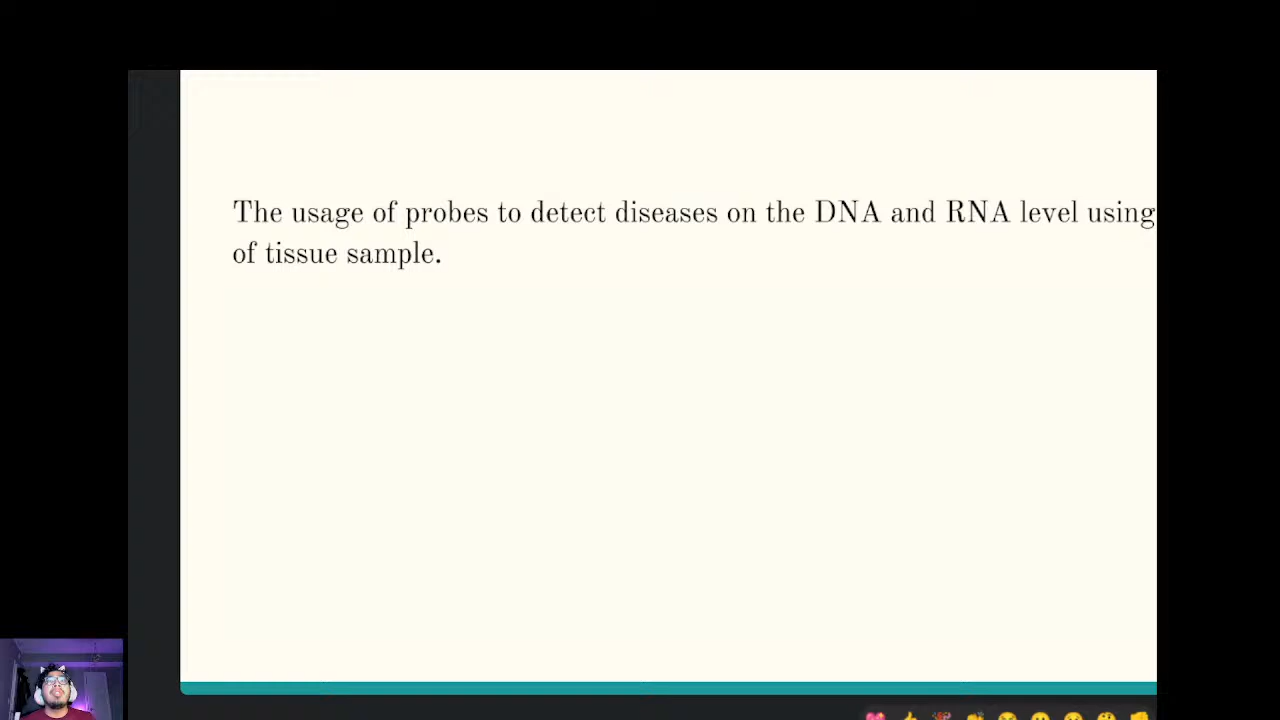 The usage of probes to detect diseases on the DNA and RNA level using
of tissue sample.